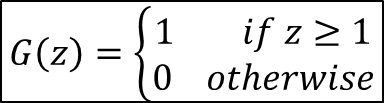 G(z) = {1 if z ≥ 1
0 otherwise